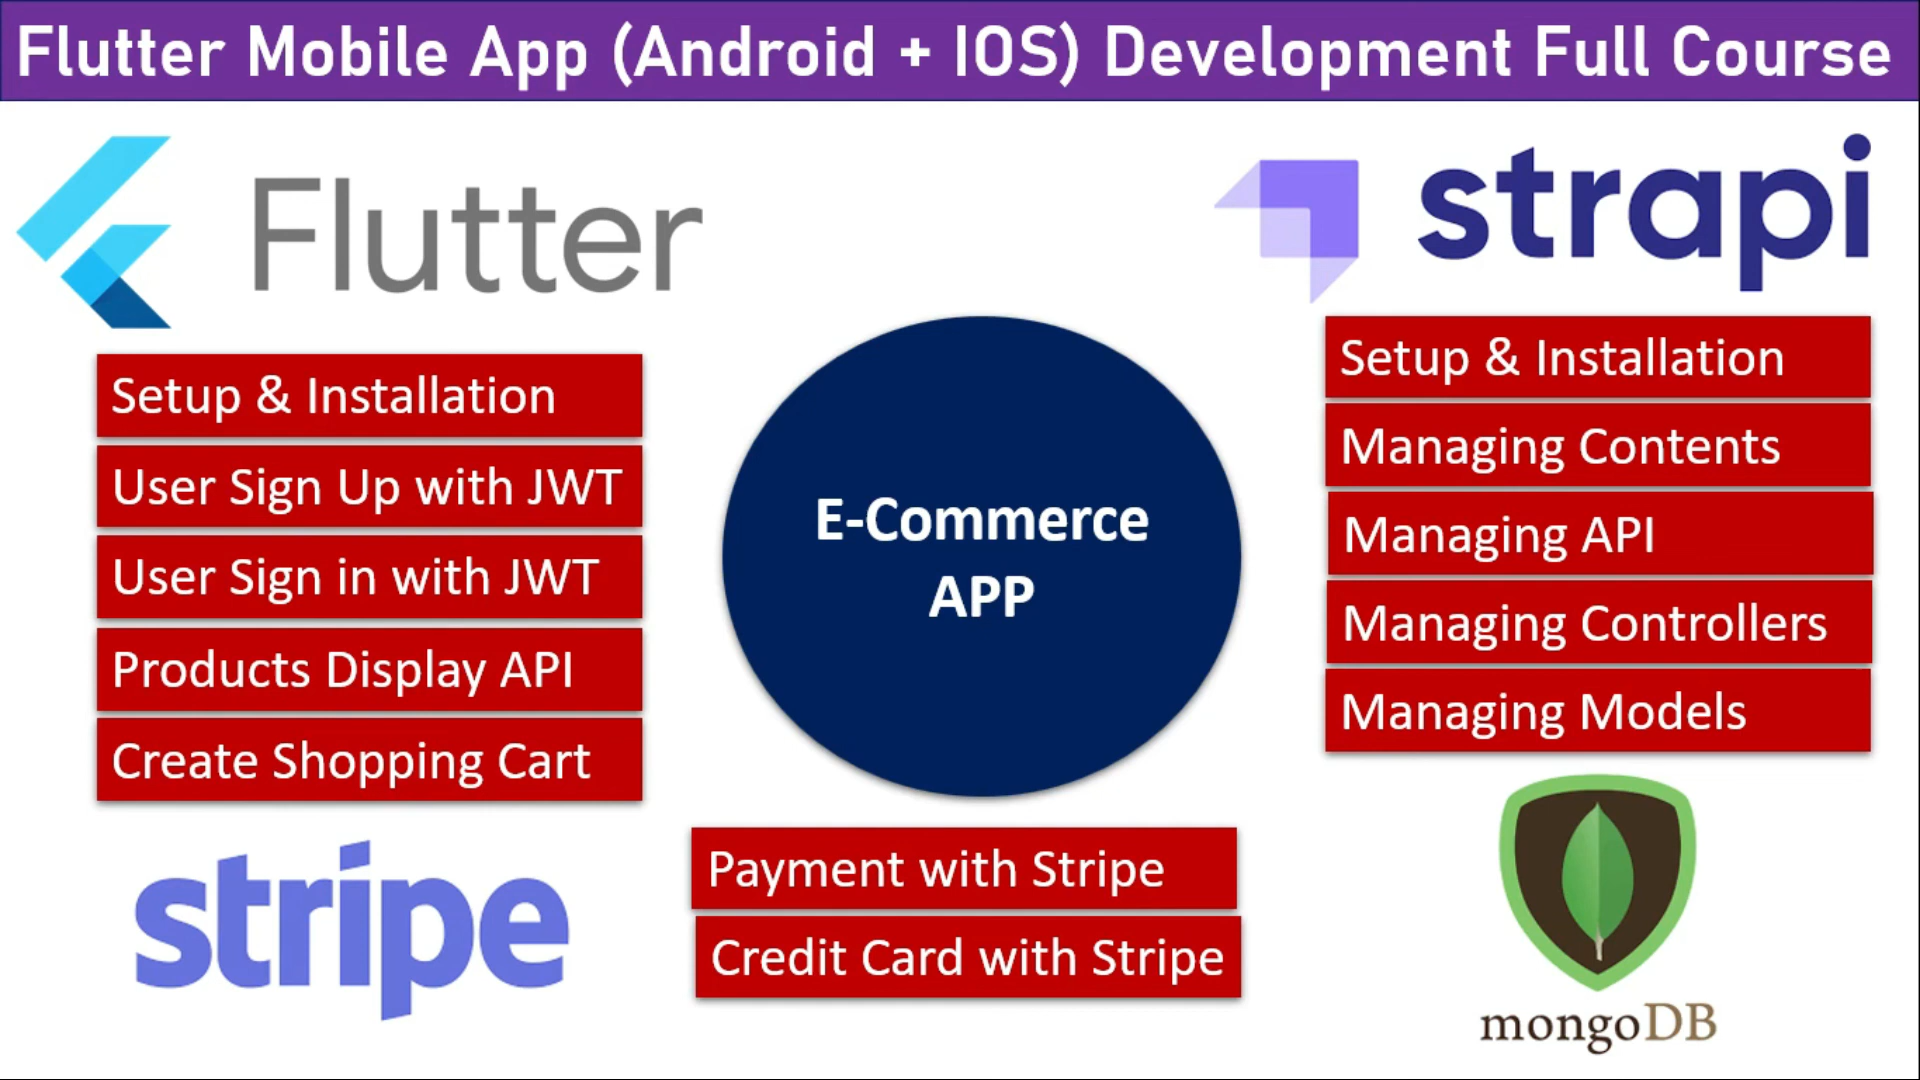 Flutter Mobile App (Android + IOS) Development Full Course
Flutter
strapi
Setup & Installation
User Sign Up with JWT
User Sign in with JWT
Products Display API
Create Shopping Cart
E-Commerce
APP
Setup & Installation
Managing Contents
Managing API
Managing Controllers
Managing Models
stripe
Payment with Stripe
Credit Card with Stripe
mongoDB